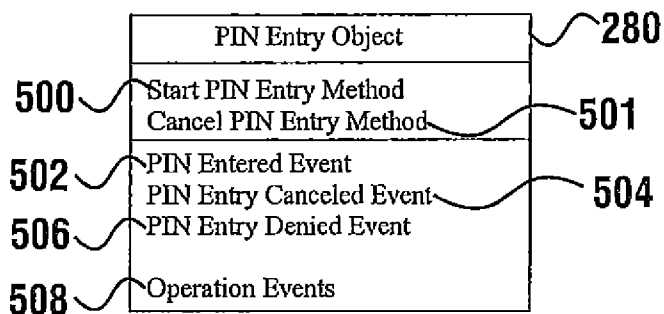 PIN Entry Object 280
500 Start PIN Entry Method
Cancel PIN Entry Method 501
502 PIN Entered Event
PIN Entry Canceled Event 504
506 PIN Entry Denied Event
508 Operation Events